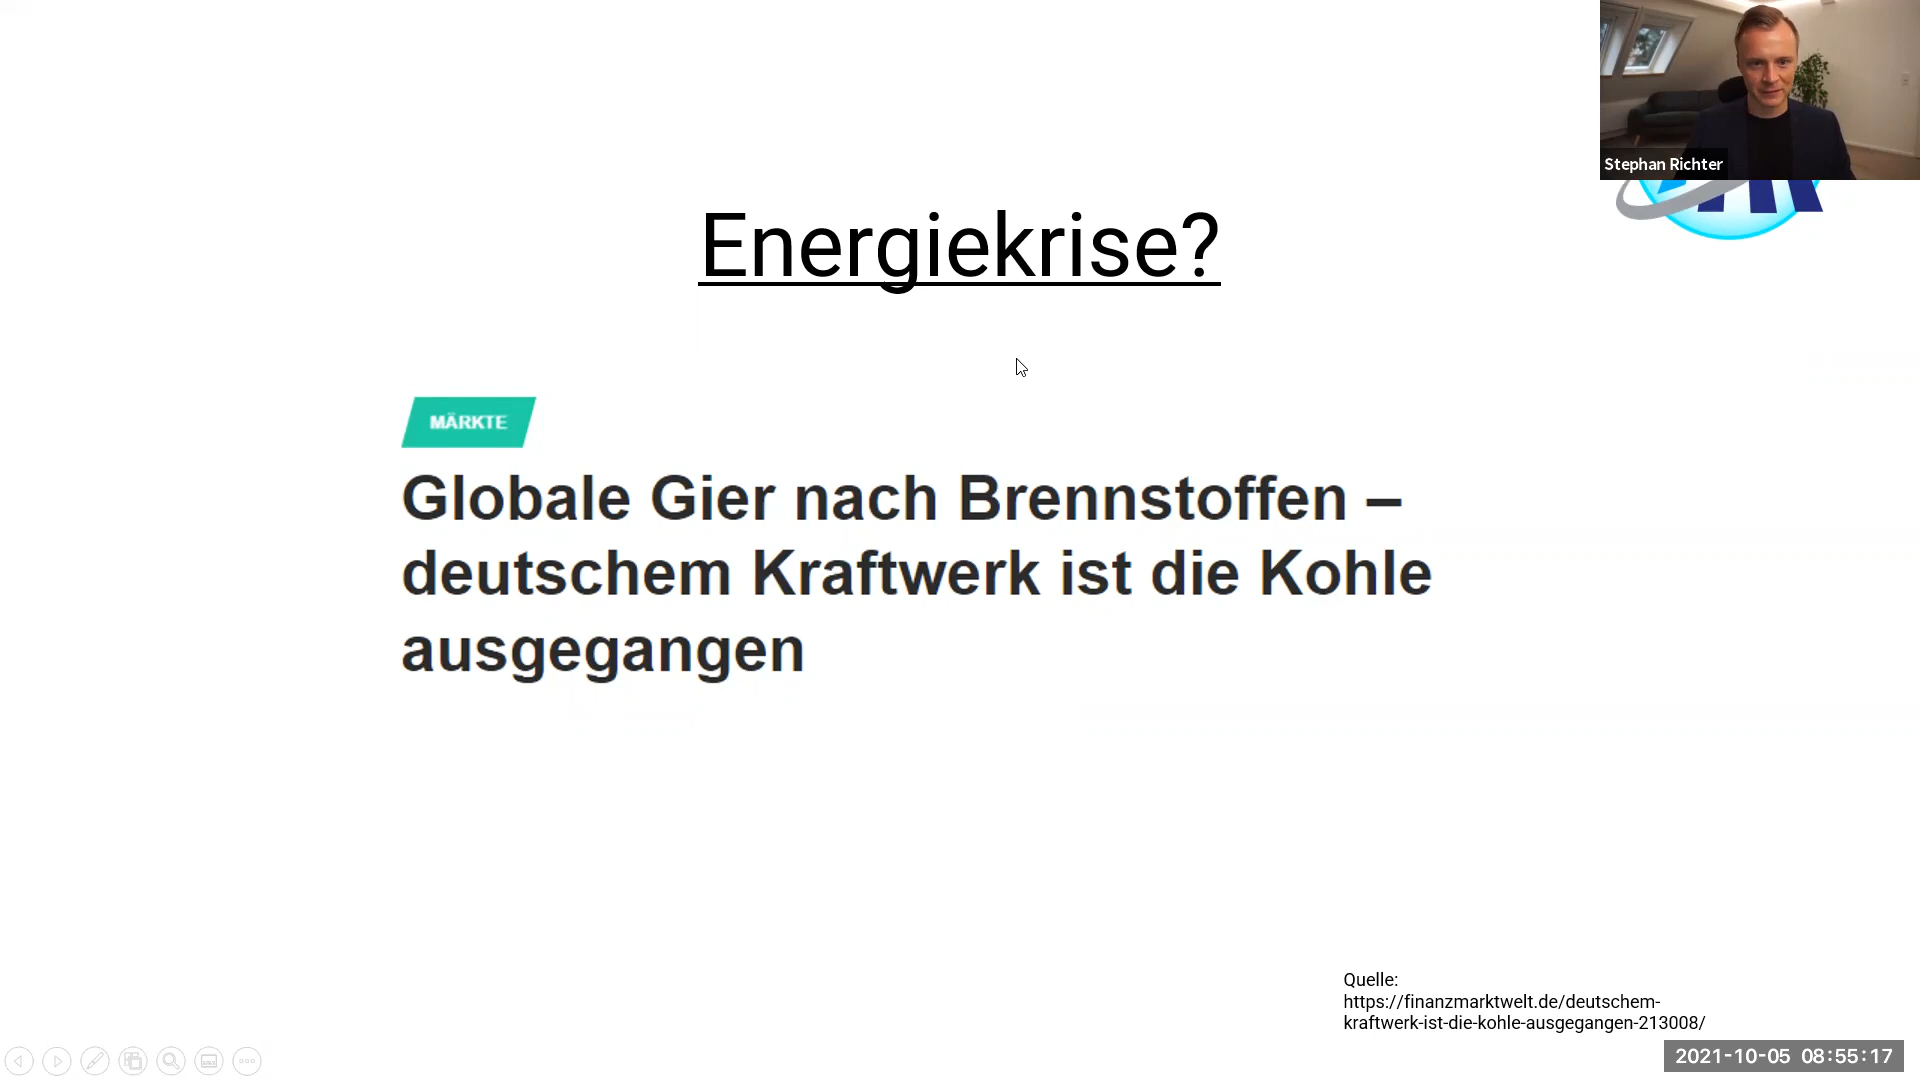 Stephan Richter
Energiekrise?
MÄRKTE
Globale Gier nach Brennstoffen –
deutschem Kraftwerk ist die Kohle
ausgegangen
Quelle:
https://finanzmarktwelt.de/deutschem-
kraftwerk-ist-die-kohle-ausgegangen-213008/
2021-10-05 08:55:17